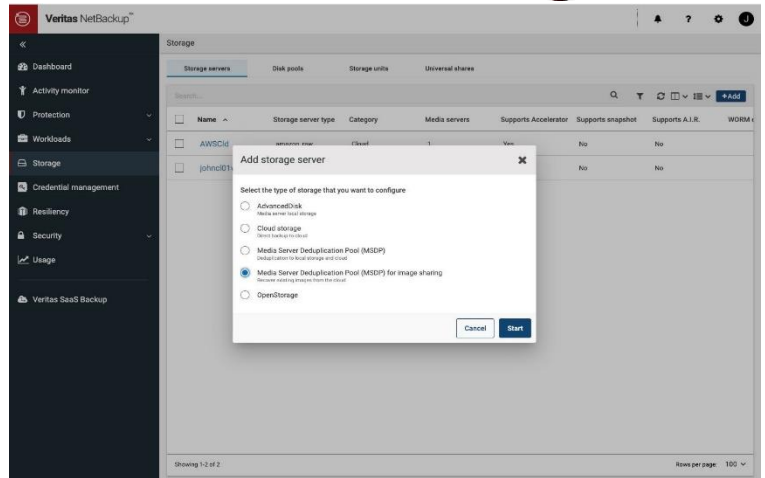 Veritas NetBackup™
?
J
«
Storage
Dashboard
Storage servers
Disk pools
Storage units
Universal shares
Activity monitor
Search...
+Add
Protection
Name
Storage server type
Category
Media servers
Supports Accelerator
Supports snapshot
Supports A.I.R.
WORM
Workloads
AWSCld
amazon_raw
Cloud
1
Yes
No
No
Storage
johncl01
No
No
Add storage server
Credential management
Select the type of storage that you want to configure
AdvancedDisk
Media server local storage
Resiliency
Cloud storage
Direct backup to cloud
Security
Media Server Deduplication Pool (MSDP)
Deduplication to local storage and cloud
Usage
Media Server Deduplication Pool (MSDP) for image sharing
Recover existing images from the cloud
OpenStorage
Veritas SaaS Backup
Cancel
Start
Showing 1-2 of 2
Rows per page: 100